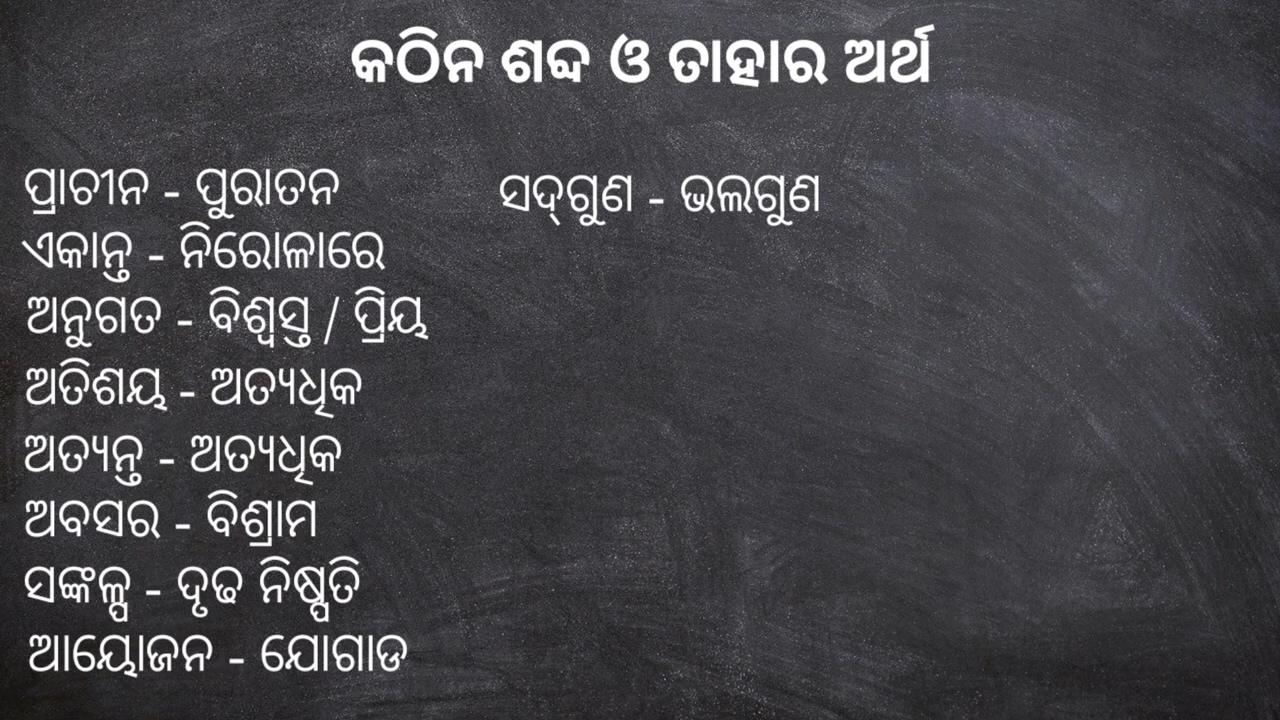 କଠିନ ଶବ୍ଦ ଓ ତାହାର ଅର୍ଥ
ପ୍ରାଚୀନ - ପୁରାତନ
ଏକାନ୍ତ - ନିରୋଳାରେ
ଅନୁଗତ - ବିଶ୍ୱସ୍ତ / ପ୍ରିୟ
ଅତିଶୟ - ଅତ୍ୟଧିକ
ଅତ୍ୟନ୍ତ - ଅତ୍ୟଧିକ
ଅବସର - ବିଶ୍ରାମ
ସଙ୍କଳ୍ପ - ଦୃଢ ନିଷ୍ପତି
ଆୟୋଜନ - ଯୋଗାଡ
ସଦ୍‌ଗୁଣ - ଭଲଗୁଣ